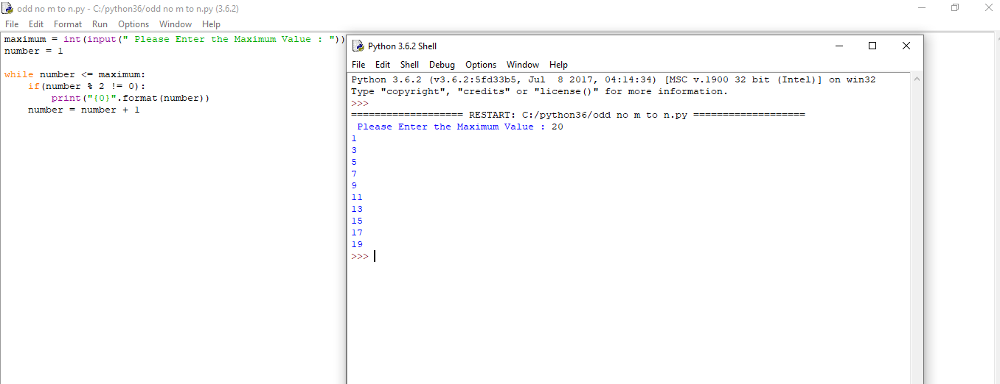 odd no m to n.py - C:/python36/odd no m to n.py (3.6.2)
File Edit Format Run Options Window Help
maximum = int(input(" Please Enter the Maximum Value : "))
number = 1
while number <= maximum:
    if(number % 2 != 0):
        print("{0}".format(number))
    number = number + 1
Python 3.6.2 Shell
File Edit Shell Debug Options Window Help
Python 3.6.2 (v3.6.2:5fd33b5, Jul  8 2017, 04:14:34) [MSC v.1900 32 bit (Intel)] on win32
Type "copyright", "credits" or "license()" for more information.
>>>
=================== RESTART: C:/python36/odd no m to n.py ===================
 Please Enter the Maximum Value : 20
1
3
5
7
9
11
13
15
17
19
>>>